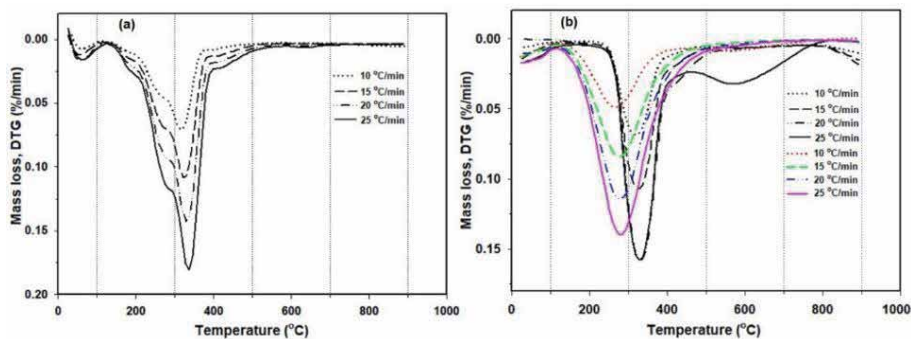 (a)
Mass loss, DTG (%/min)
0.00
0.05
0.10
0.15
0.20
10 °C/min
15 °C/min
20 °C/min
25 °C/min
0
200
400
600
800
1000
Temperature (°C)
(b)
Mass loss, DTG (%/min)
0.00
0.05
0.10
0.15
10 °C/min
15 °C/min
20 °C/min
25 °C/min
10 °C/min
15 °C/min
20 °C/min
25 °C/min
0
200
400
600
800
1000
Temperature (°C)